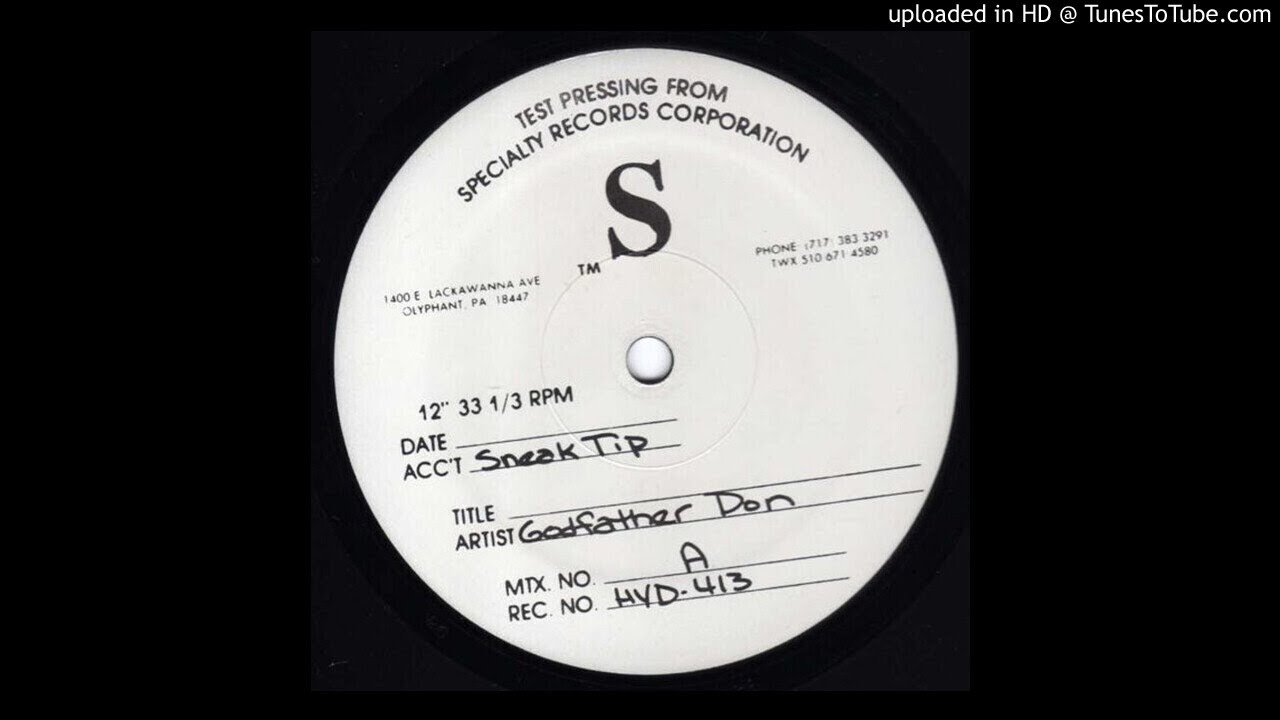 uploaded in HD @ TunesToTube.com
TEST PRESSING FROM
SPECIALTY RECORDS CORPORATION
S
TM
1400 E LACKAWANNA AVE
OLYPHANT, PA 18447
PHONE (717) 383 3291
TWX 510 671 4580
12" 33 1/3 RPM
DATE
ACC'T Sneak Tip
TITLE
ARTIST Godfather Don
MTX. NO. A
REC. NO. HYD-413